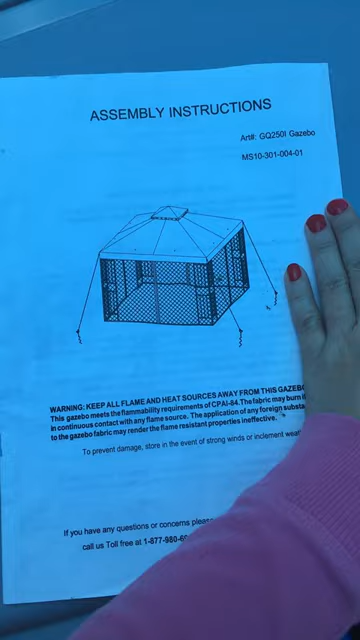 ASSEMBLY INSTRUCTIONS
Art#: GQ250I Gazebo
MS10-301-004-01
WARNING: KEEP ALL FLAME AND HEAT SOURCES AWAY FROM THIS GAZEBO
This gazebo meets the flammability requirements of CPAI-84. The fabric may burn
in continuous contact with any flame source. The application of any foreign
to the gazebo fabric may render the flame resistant properties ineffective.
To prevent damage, store in the event of strong winds or inclement
If you have any questions or concerns please
call us Toll free at 1-877-980-